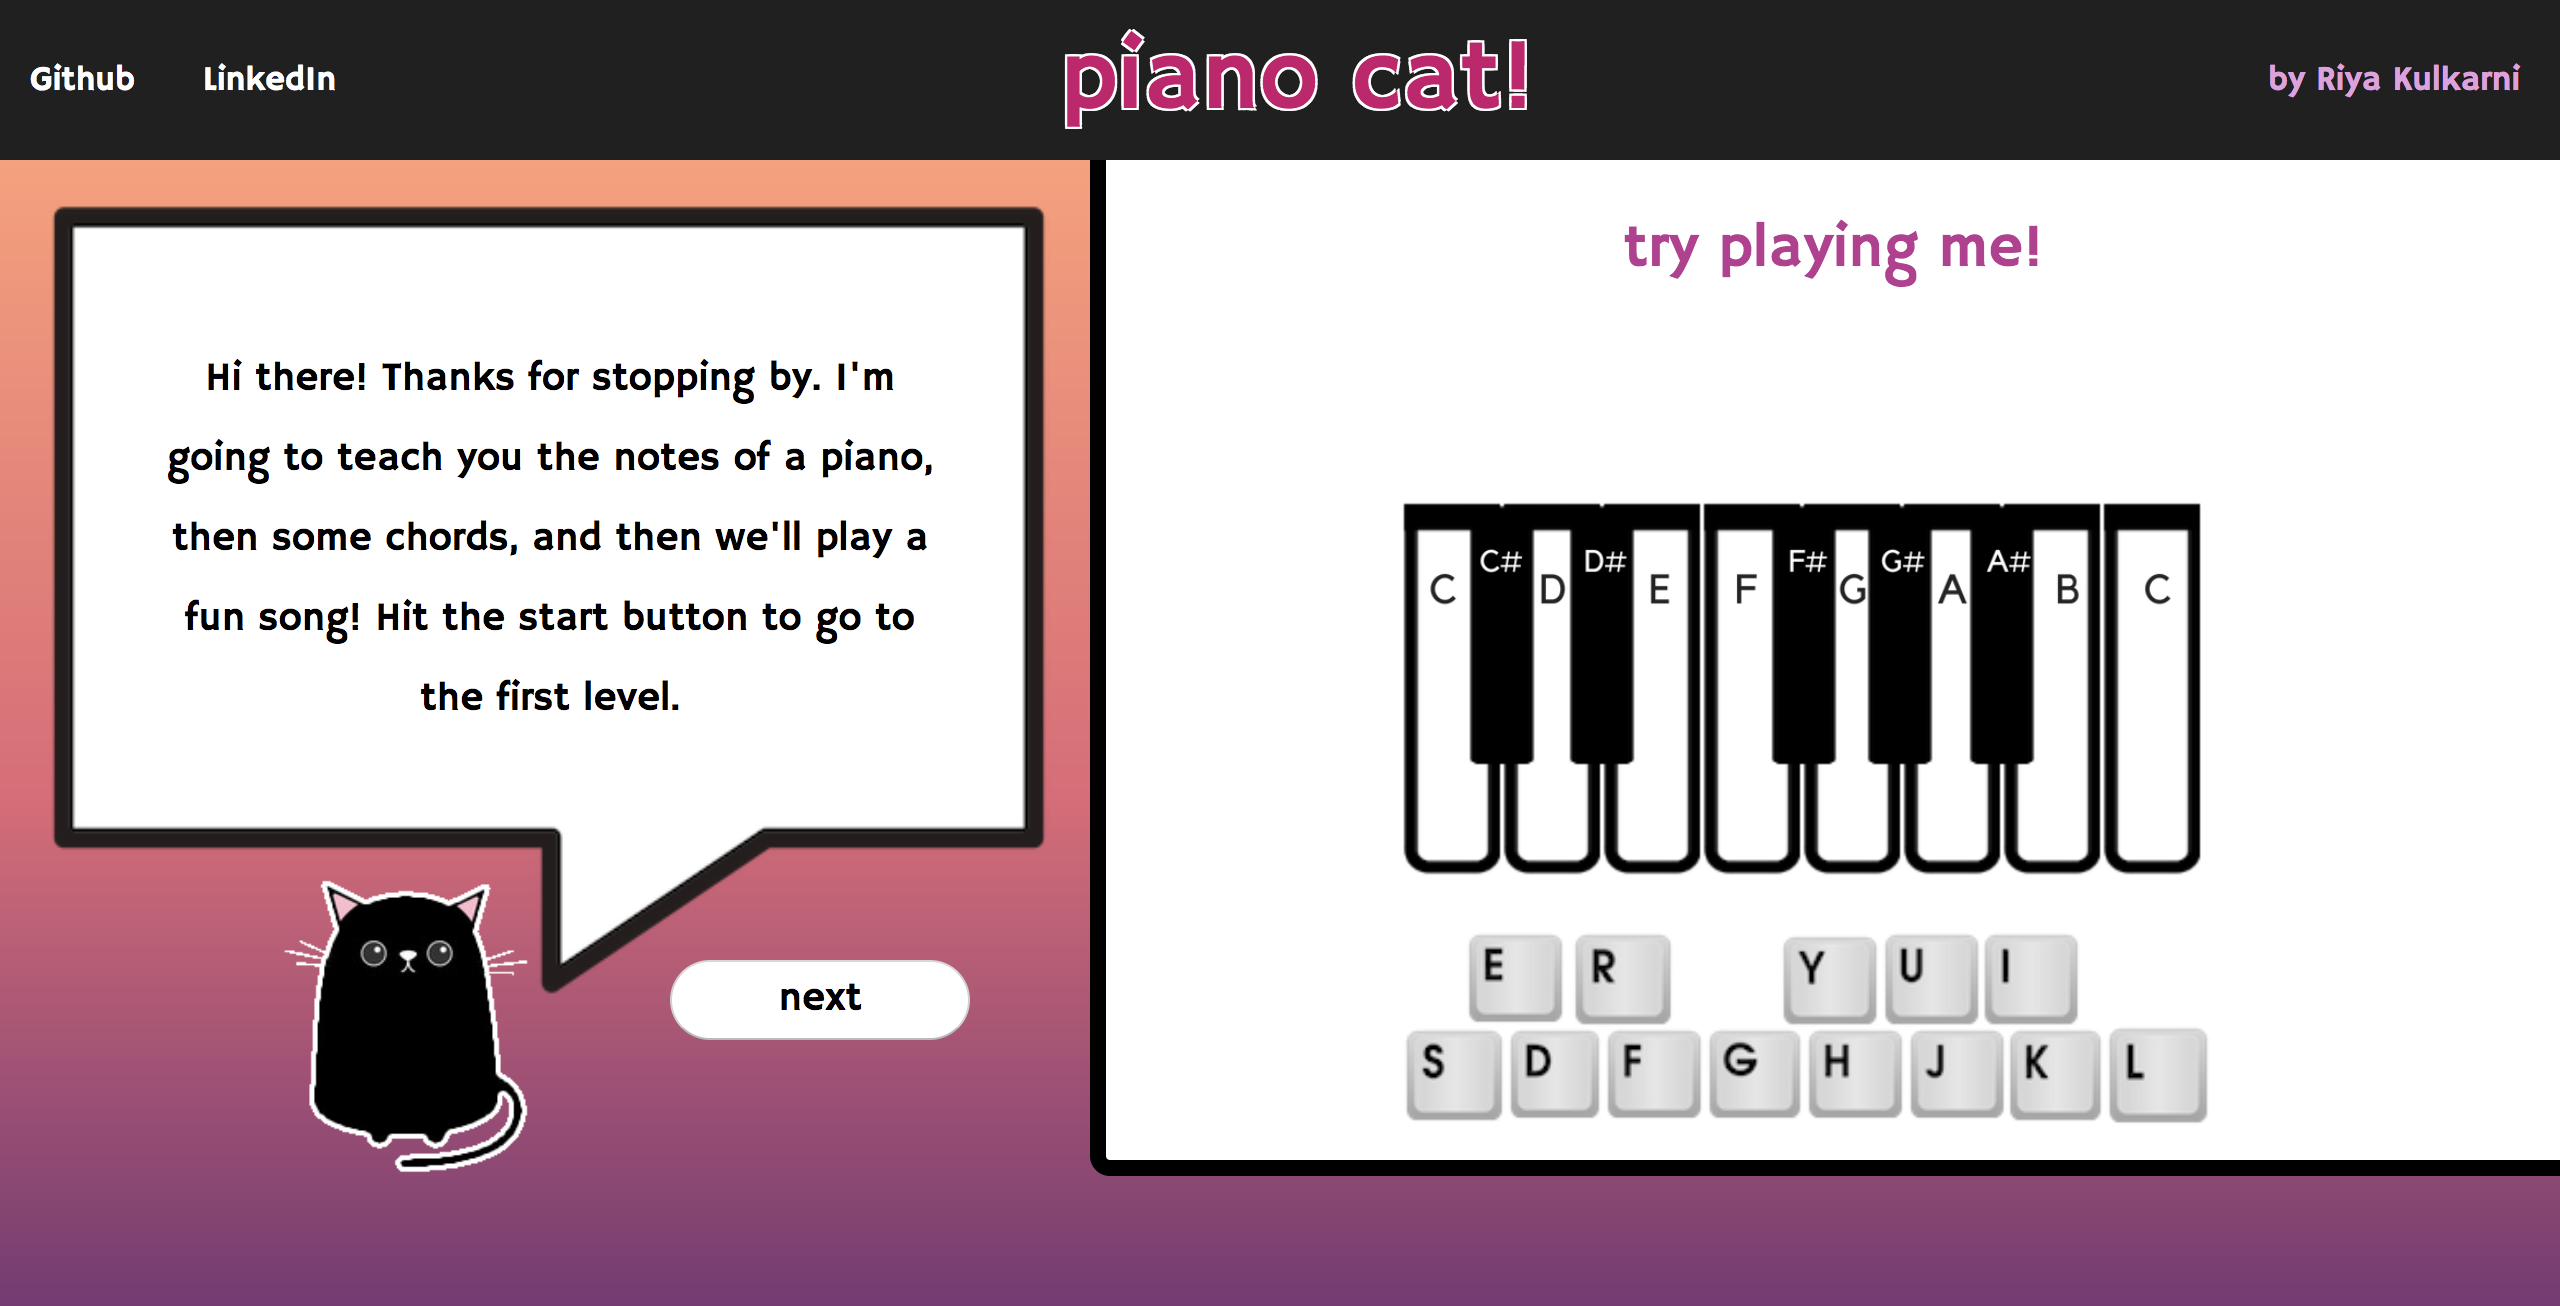 Github LinkedIn
piano cat!
by Riya Kulkarni
Hi there! Thanks for stopping by. I'm
going to teach you the notes of a piano,
then some chords, and then we'll play a
fun song! Hit the start button to go to
the first level.
next
try playing me!
C# D# F# G# A#
C D E F G A B C
E R Y U I
S D F G H J K L